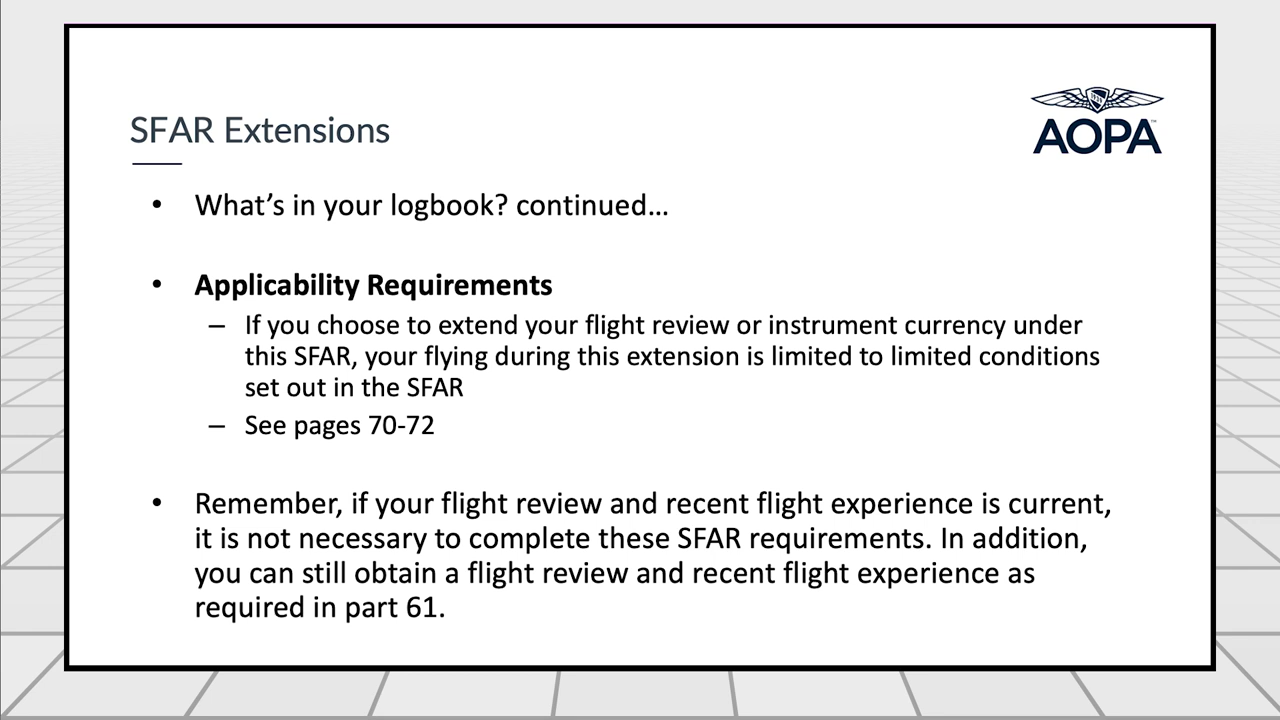 SFAR Extensions
AOPA™
• What’s in your logbook? continued...
• Applicability Requirements
– If you choose to extend your flight review or instrument currency under
this SFAR, your flying during this extension is limited to limited conditions
set out in the SFAR
– See pages 70-72
• Remember, if your flight review and recent flight experience is current,
it is not necessary to complete these SFAR requirements. In addition,
you can still obtain a flight review and recent flight experience as
required in part 61.